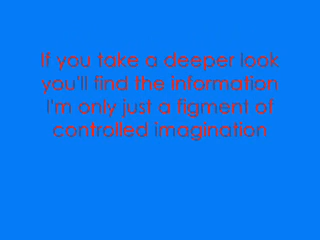 If you take a deeper look
you'll find the information
I'm only just a figment of
controlled imagination